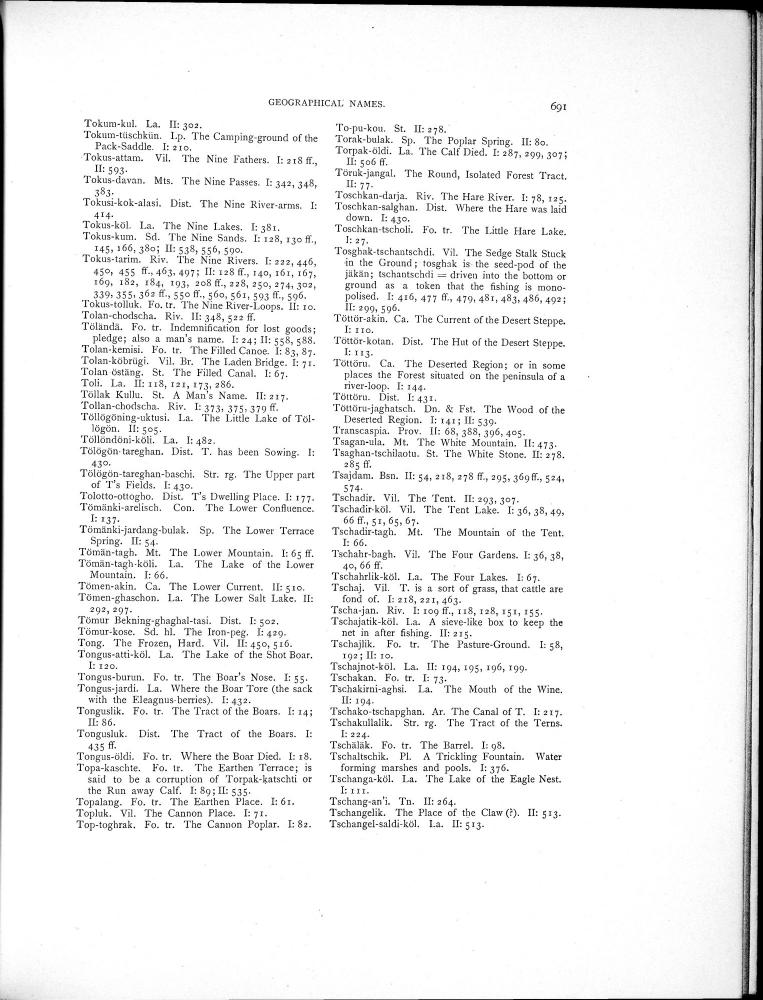 GEOGRAPHICAL NAMES.
691
Tokum-kul. La. II: 302.
Tokum-tüschkün. Lp. The Camping-ground of the
Pack-Saddle. I: 210.
Tokus-attam. Vil. The Nine Fathers. I: 218 ff.,
II: 593.
Tokus-davan. Mts. The Nine Passes. I: 342, 348,
383.
Tokusi-kok-alasi. Dist. The Nine River-arms. I:
414.
Tokus-köl. La. The Nine Lakes. I: 381.
Tokus-kum. Sd. The Nine Sands. I: 128, 130 ff.,
145, 166, 380; II: 538, 556, 590.
Tokus-tarim. Riv. The Nine Rivers. I: 222, 446,
450, 455 ff., 463, 497; II: 128 ff., 140, 161, 167,
169, 182, 184, 193, 208 ff., 228, 250, 274, 302,
339, 355, 362 ff., 550 ff., 560, 561, 593 ff., 596.
Tokus-tolluk. Fo. tr. The Nine River-Loops. II: 10.
Tolan-chodscha. Riv. II: 348, 522 ff.
Töländä. Fo. tr. Indemnification for lost goods;
pledge; also a man's name. I: 24; II: 558, 588.
Tolan-kemisi. Fo. tr. The Filled Canoe. I: 83, 87.
Tolan-köbrügi. Vil. Br. The Laden Bridge. I: 71.
Tolan-östäng. St. The Filled Canal. I: 67.
Toli. La. II: 118, 121, 173, 286.
Töllak Kullu. St. A Man's Name. II: 217.
Tollan-chodscha. Riv. I: 373, 375, 379 ff.
Töllögöning-uktusi. La. The Little Lake of Töl-
lögön. II: 505.
Töllöndöni-köli. La. I: 482.
Tölögön-tareghan. Dist. T. has been Sowing. I:
430.
Tölögön-tareghan-baschi. Str. rg. The Upper part
of T's Fields. I: 430.
Tolotto-ottogho. Dist. T's Dwelling Place. I: 177.
Tömänki-arelisch. Con. The Lower Confluence.
I: 137.
Tömänki-jardang-bulak. Sp. The Lower Terrace
Spring. II: 54.
Tömän-tagh. Mt. The Lower Mountain. I: 65 ff.
Tömän-tagh-köli. La. The Lake of the Lower
Mountain. I: 66.
Tömen-akin. Ca. The Lower Current. II: 510.
Tömen-ghaschon. La. The Lower Salt Lake. II:
292, 297.
Tömur Bekning-ghaghal-tasi. Dist. I: 502.
Tömur-kose. Sd. hl. The Iron-peg. I: 429.
Tong. The Frozen, Hard. Vil. II: 450, 516.
Tongus-atti-köl. La. The Lake of the Shot Boar.
I: 120.
Tongus-burun. Fo. tr. The Boar's Nose. I: 55.
Tongus-jardi. La. Where the Boar Tore (the sack
with the Eleagnus-berries). I: 432.
Tonguslik. Fo. tr. The Tract of the Boars. I: 14;
II: 86.
Tongusluk. Dist. The Tract of the Boars. I:
435 ff.
Tongus-öldi. Fo. tr. Where the Boar Died. I: 18.
Topa-kaschte. Fo. tr. The Earthen Terrace; is
said to be a corruption of Torpak-katschti or
the Run away Calf. I: 89; II: 535.
Topalang. Fo. tr. The Earthen Place. I: 61.
Topluk. Vil. The Cannon Place. I: 71.
Top-toghrak. Fo. tr. The Cannon Poplar. I: 82.
To-pu-kou. St. II: 278.
Torak-bulak. Sp. The Poplar Spring. II: 80.
Torpak-öldi. La. The Calf Died. I: 287, 299, 307;
II: 506 ff.
Töruk-jangal. The Round, Isolated Forest Tract.
II: 77.
Toschkan-darja. Riv. The Hare River. I: 78, 125.
Toschkan-salghan. Dist. Where the Hare was laid
down. I: 430.
Toschkan-tscholi. Fo. tr. The Little Hare Lake.
I: 27.
Tosghak-tschantschdi. Vil. The Sedge Stalk Stuck
in the Ground; tosghak is the seed-pod of the
jäkän; tschantschdi = driven into the bottom or
ground as a token that the fishing is mono-
polised. I: 416, 477 ff., 479, 481, 483, 486, 492;
II: 299, 596.
Töttör-akin. Ca. The Current of the Desert Steppe.
I: 110.
Töttör-kotan. Dist. The Hut of the Desert Steppe.
I: 113.
Töttöru. Ca. The Deserted Region; or in some
places the Forest situated on the peninsula of a
river-loop. I: 144.
Töttöru. Dist. I: 431.
Töttöru-jaghatsch. Dn. & Fst. The Wood of the
Deserted Region. I: 141; II: 539.
Transcaspia. Prov. II: 68, 388, 396, 405.
Tsagan-ula. Mt. The White Mountain. II: 473.
Tsaghan-tschilaotu. St. The White Stone. II: 278.
285 ff.
Tsajdam. Bsn. II: 54, 218, 278 ff., 295, 369 ff., 524,
574.
Tschadir. Vil. The Tent. II: 293, 307.
Tschadir-köl. Vil. The Tent Lake. I: 36, 38, 49,
66 ff., 51, 65, 67.
Tschadir-tagh. Mt. The Mountain of the Tent.
I: 66.
Tschahr-bagh. Vil. The Four Gardens. I: 36, 38,
40, 66 ff.
Tschahrlik-köl. La. The Four Lakes. I: 67.
Tschaj. Vil. T. is a sort of grass, that cattle are
fond of. I: 218, 221, 463.
Tscha-jan. Riv. I: 109 ff., 118, 128, 151, 155.
Tschajatik-köl. La. A sieve-like box to keep the
net in after fishing. II: 215.
Tschajlik. Fo. tr. The Pasture-Ground. I: 58,
192; II: 10.
Tschajnot-köl. La. II: 194, 195, 196, 199.
Tschakan. Fo. tr. I: 73.
Tschakirni-aghsi. La. The Mouth of the Wine.
II: 194.
Tschako-tschapghan. Ar. The Canal of T. I: 217.
Tschakullalik. Str. rg. The Tract of the Terns.
I: 224.
Tschäläk. Fo. tr. The Barrel. I: 98.
Tschaltschik. Pl. A Trickling Fountain. Water
forming marshes and pools. I: 376.
Tschanga-köl. La. The Lake of the Eagle Nest.
I: 111.
Tschang-an'i. Tn. II: 264.
Tschangelik. The Place of the Claw (?). II: 513.
Tschangel-saldi-köl. La. II: 513.